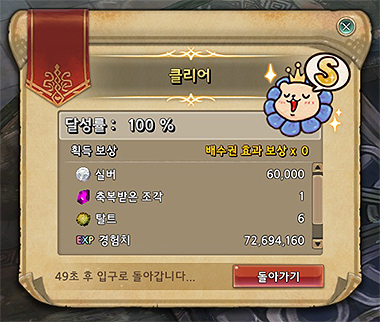 클리어
S
달성률 : 100 %
획득 보상 배수권 효과 보상 x 0
실버 60,000
축복받은 조각 1
탈트 6
EXP 경험치 72,694,160
49초 후 입구로 돌아갑니다... 돌아가기